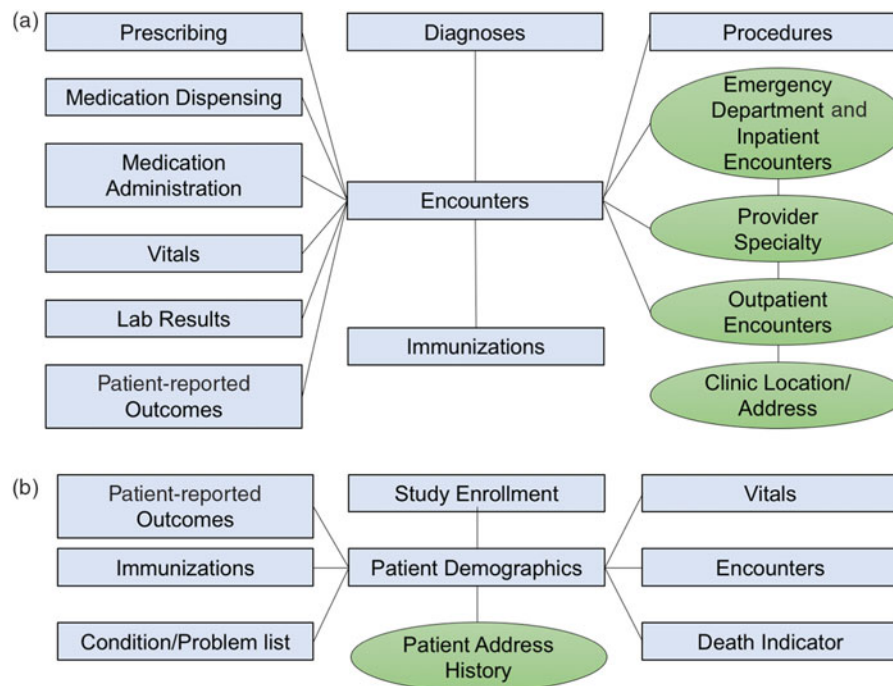 (a)
Prescribing
Diagnoses
Procedures
Medication Dispensing
Emergency
Department and
Inpatient
Encounters
Medication
Administration
Encounters
Provider
Specialty
Vitals
Outpatient
Encounters
Lab Results
Immunizations
Patient-reported
Outcomes
Clinic Location/
Address
(b)
Patient-reported
Outcomes
Study Enrollment
Vitals
Immunizations
Patient Demographics
Encounters
Condition/Problem list
Patient Address
History
Death Indicator